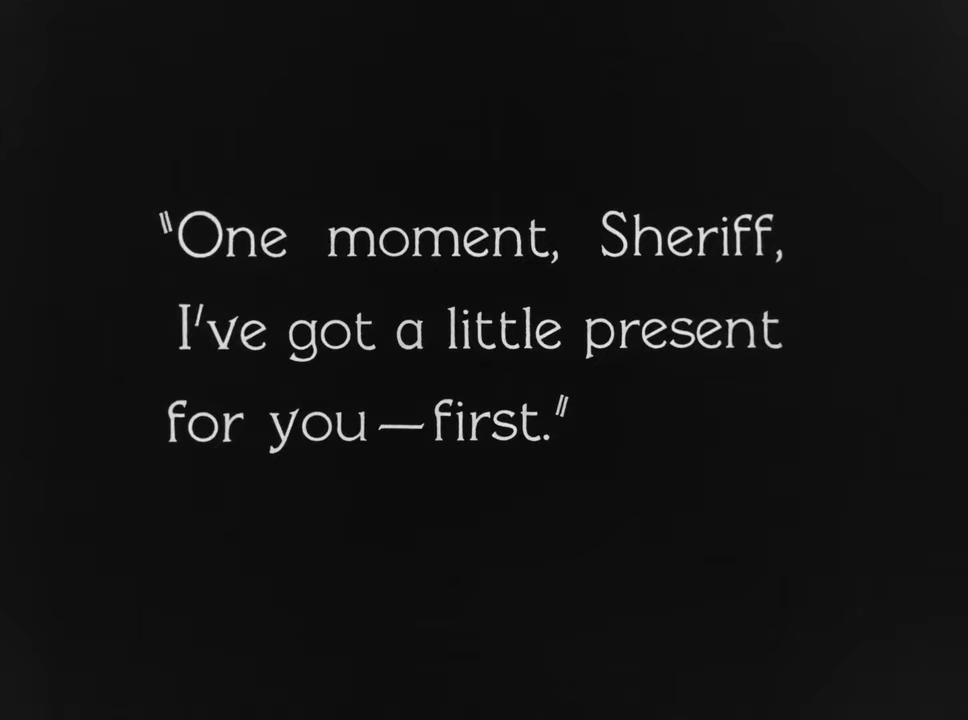 "One moment, Sheriff,
I've got a little present
for you—first."